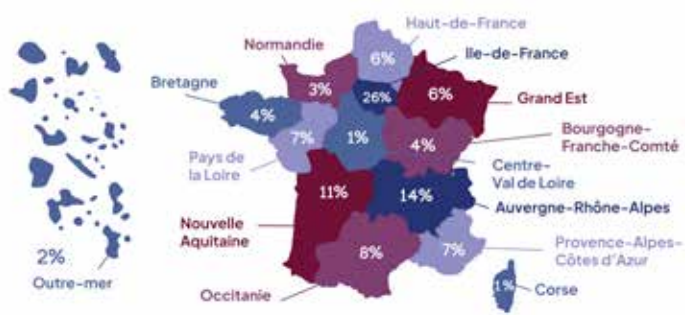 Haut-de-France
Normandie
Ile-de-France
6%
Bretagne
3%
26%
6%
Grand Est
4%
7%
1%
4%
Bourgogne-
Franche-Comté
Pays de
la Loire
Centre-
Val de Loire
11%
14%
Auvergne-Rhône-Alpes
Nouvelle
Aquitaine
8%
7%
Provence-Alpes-
Côtes d'Azur
2%
Outre-mer
Occitanie
1%
Corse